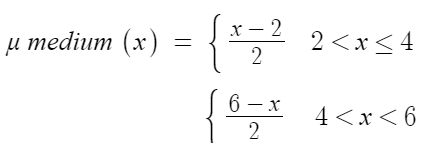 μ medium (x) = { (x − 2)/2   2 < x ≤ 4
{ (6 − x)/2   4 < x < 6